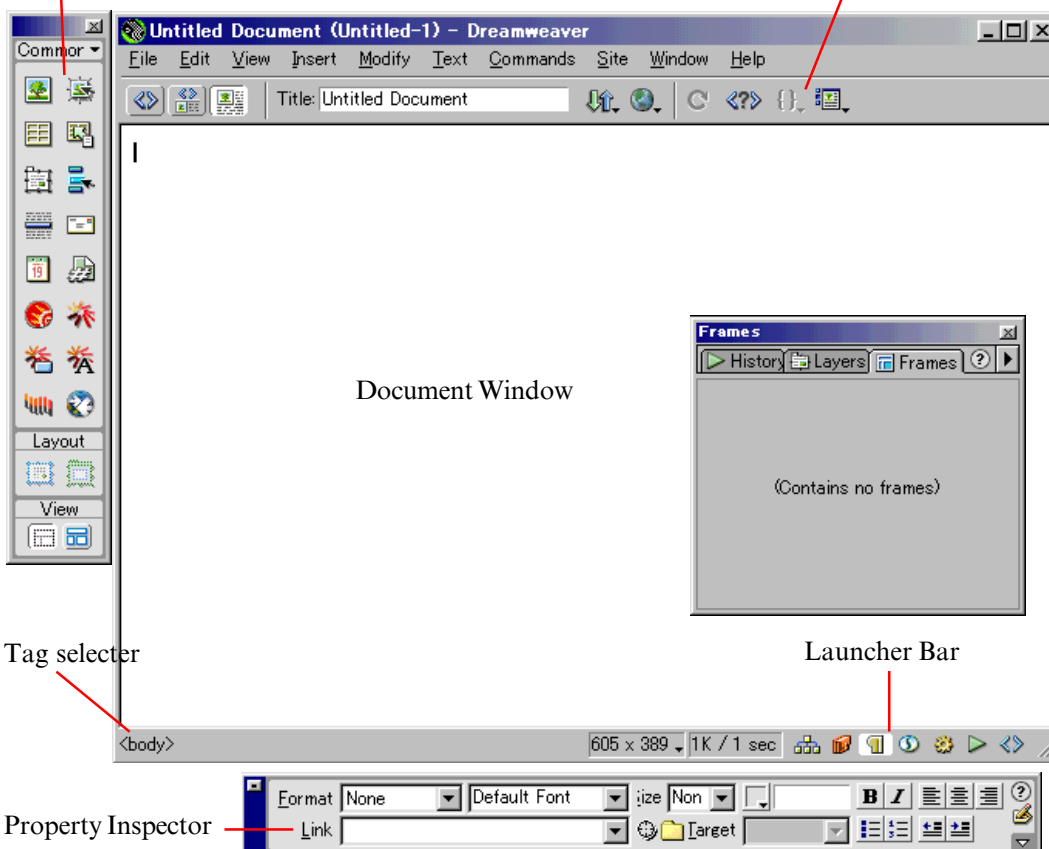 Untitled Document (Untitled-1) - Dreamweaver
Commor
File Edit View Insert Modify Text Commands Site Window Help
Title: Untitled Document
19
Frames
History Layers Frames
Document Window
(Contains no frames)
Layout
View
Tag selecter
Launcher Bar
<body> 605 x 389 1K / 1 sec
Format None Default Font ize Non B I
Property Inspector
Link Target